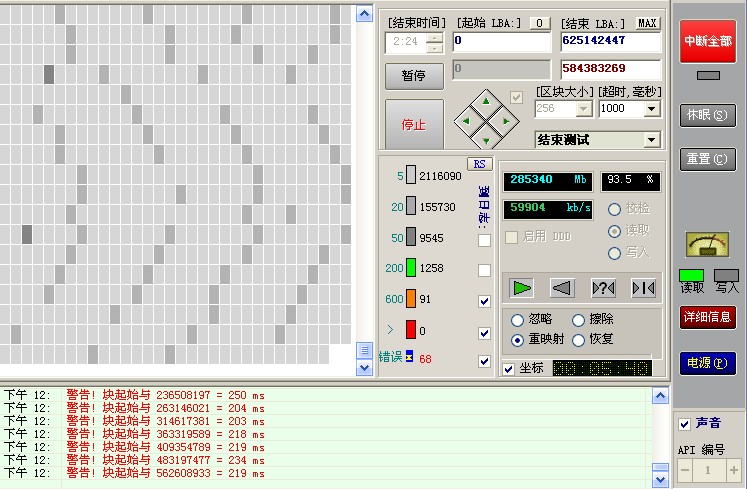 [结束时间] [起始 LBA:] 0 [结束 LBA:] MAX
2:24 0 625142447
暂停 0 584383269
[区块大小] [超时,毫秒]
256 1000
停止
结束测试
RS
5 2116090
20 155730
50 9545
200 1258
600 91
> 0
错误 68
285340 Mb 93.5 %
59904 kb/s
校检
启用 DDD 读取
写入
忽略 擦除
重映射 恢复
坐标 00:05:40
中断全部
休眠(S)
重置(C)
读取 写入
详细信息
电源(P)
声音
API 编号
1
下午 12: 警告! 块起始与 236508197 = 250 ms
下午 12: 警告! 块起始与 263146021 = 204 ms
下午 12: 警告! 块起始与 314617381 = 203 ms
下午 12: 警告! 块起始与 363319589 = 218 ms
下午 12: 警告! 块起始与 409354789 = 219 ms
下午 12: 警告! 块起始与 483197477 = 234 ms
下午 12: 警告! 块起始与 562608933 = 219 ms